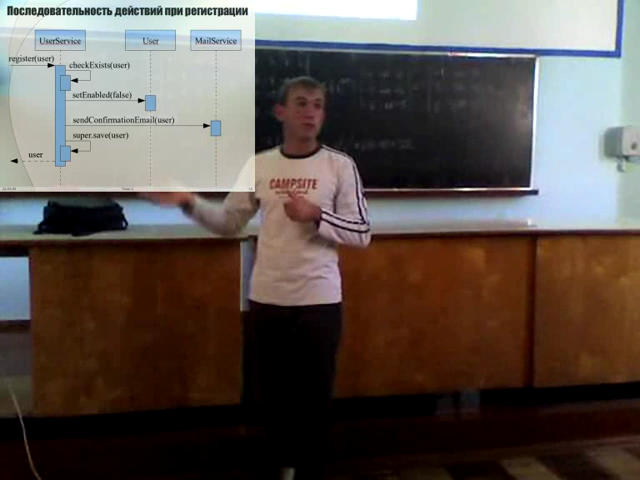 Последовательность действий при регистрации
UserService
User
MailService
register(user)
checkExists(user)
setEnabled(false)
sendConfirmationEmail(user)
super.save(user)
user
CAMPSITE